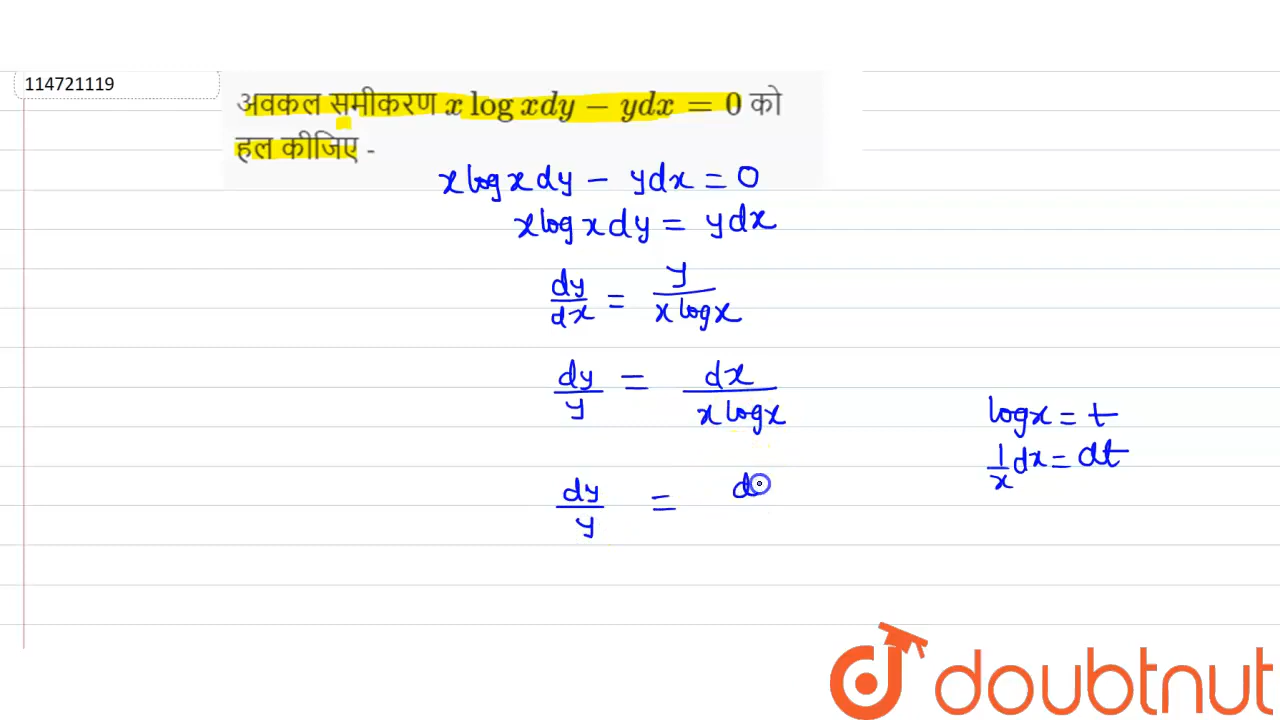 114721119
अवकल समीकरण x log xdy − ydx = 0 को
हल कीजिए -
x log x dy − y dx = 0
x log x dy = y dx
dy/dx = y/(x log x)
dy/y = dx/(x log x)
log x = t
1/x dx = dt
dy/y = d
doubtnut